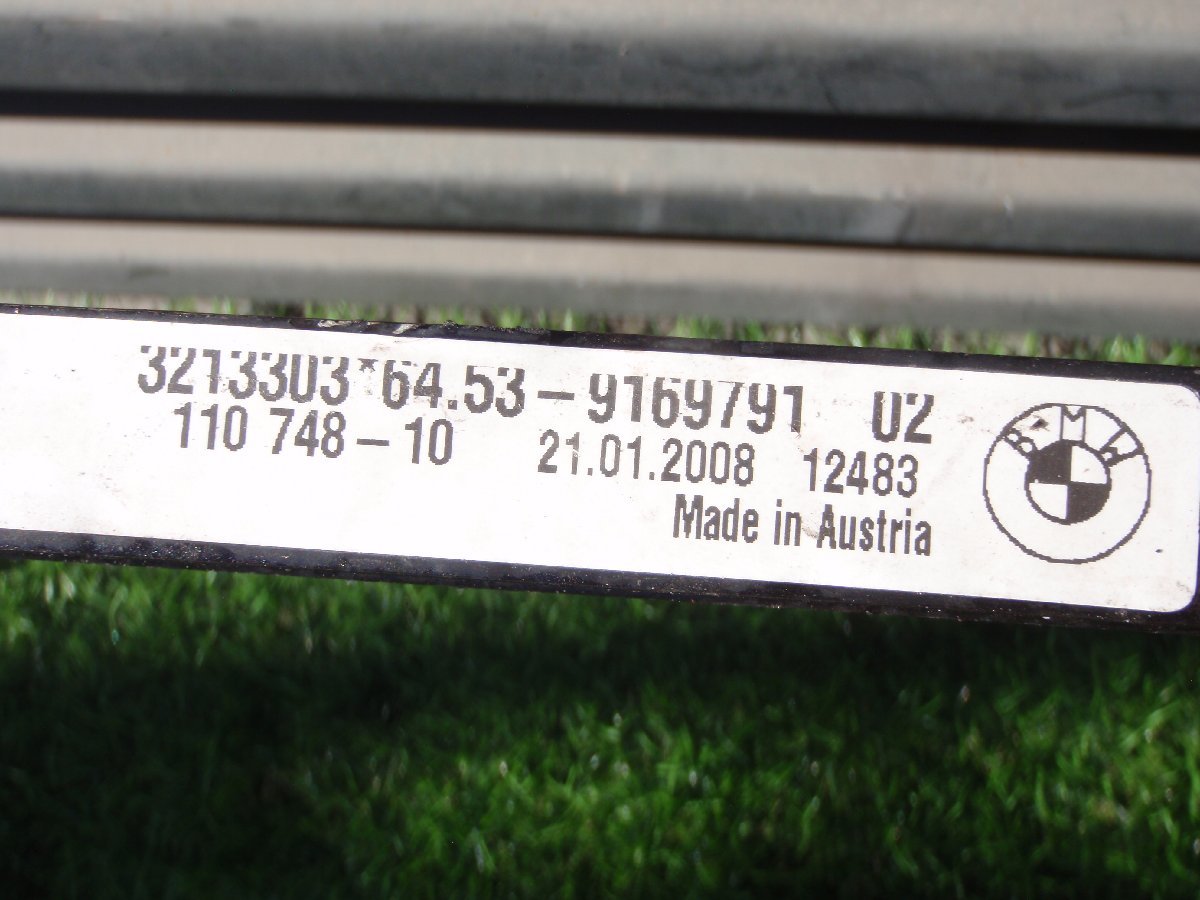 3213303*64.53-9169791 02
110 748-10 21.01.2008 12483
Made in Austria
BMW